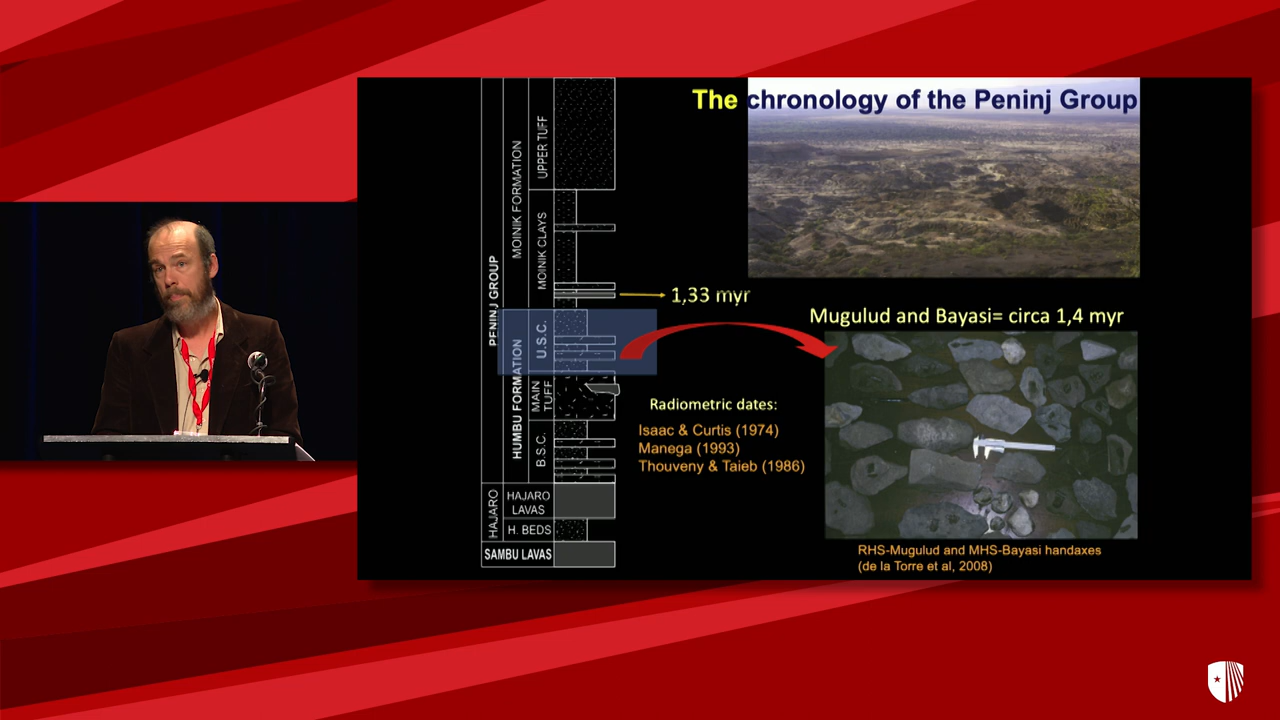 The chronology of the Peninj Group
PENINJ GROUP
MOINIK FORMATION
UPPER TUFF
MOINIK CLAYS
1,33 myr
HUMBU FORMATION
U.S.C.
MAIN
TUFF
B.S.C.
HAJARO
HAJARO
LAVAS
H. BEDS
SAMBU LAVAS
Mugulud and Bayasi= circa 1,4 myr
Radiometric dates:
Isaac & Curtis (1974)
Manega (1993)
Thouveny & Taieb (1986)
RHS-Mugulud and MHS-Bayasi handaxes
(de la Torre et al, 2008)